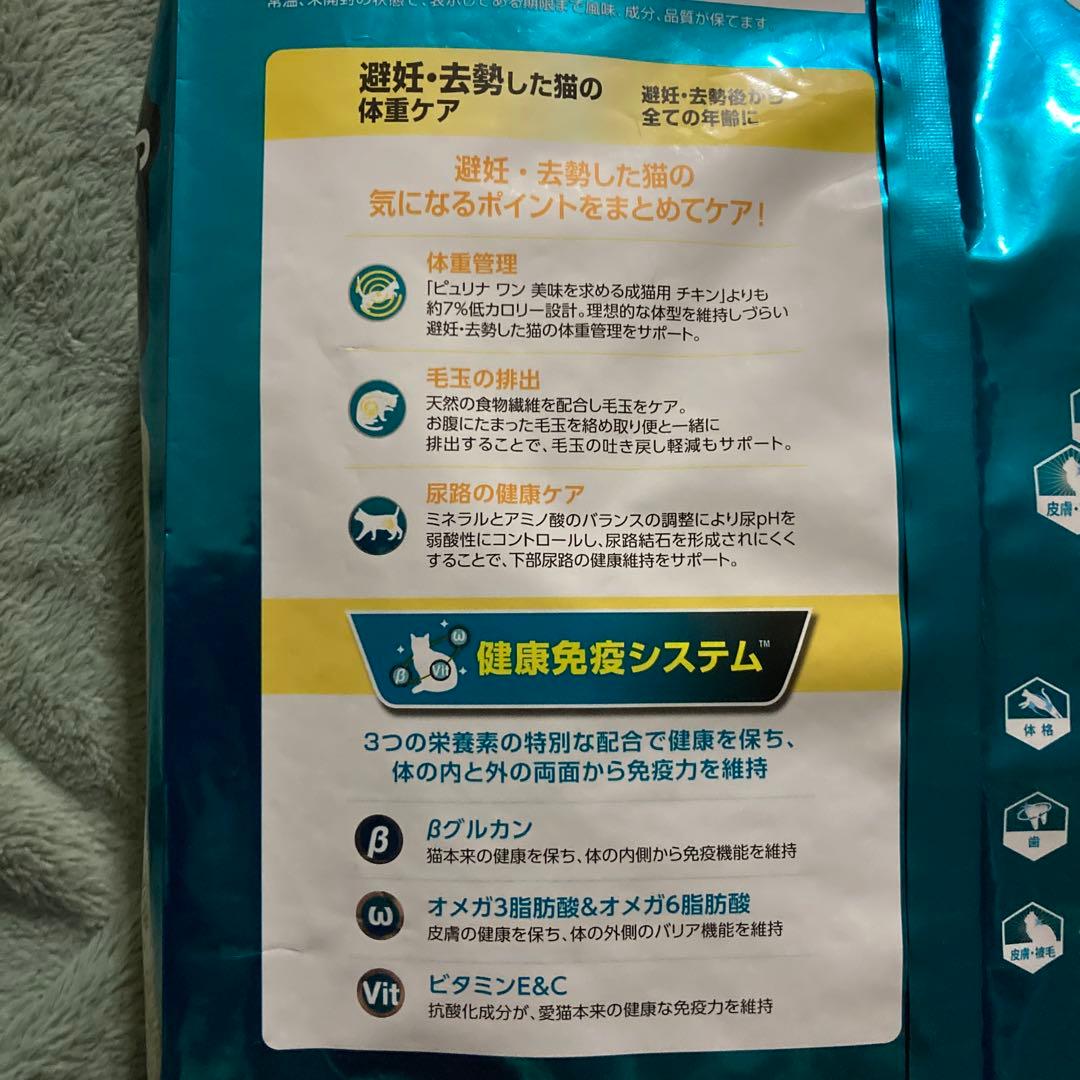 常温、未開封の状態で、表示してある期限まで風味、成分、品質が保てます。
避妊・去勢した猫の
体重ケア
避妊・去勢後から
全ての年齢に
避妊・去勢した猫の
気になるポイントをまとめてケア!
体重管理
「ピュリナ ワン 美味を求める成猫用 チキン」よりも
約7%低カロリー設計。理想的な体型を維持しづらい
避妊・去勢した猫の体重管理をサポート。
毛玉の排出
天然の食物繊維を配合し毛玉をケア。
お腹にたまった毛玉を絡め取り便と一緒に
排出することで、毛玉の吐き戻し軽減もサポート。
尿路の健康ケア
ミネラルとアミノ酸のバランスの調整により尿pHを
弱酸性にコントロールし、尿路結石を形成されにくく
することで、下部尿路の健康維持をサポート。
β
ω
Vit
健康免疫システム™
3つの栄養素の特別な配合で健康を保ち、
体の内と外の両面から免疫力を維持
β
βグルカン
猫本来の健康を保ち、体の内側から免疫機能を維持
ω
オメガ3脂肪酸&オメガ6脂肪酸
皮膚の健康を保ち、体の外側のバリア機能を維持
Vit
ビタミンE&C
抗酸化成分が、愛猫本来の健康な免疫力を維持
皮膚・
体格
歯
皮膚・被毛